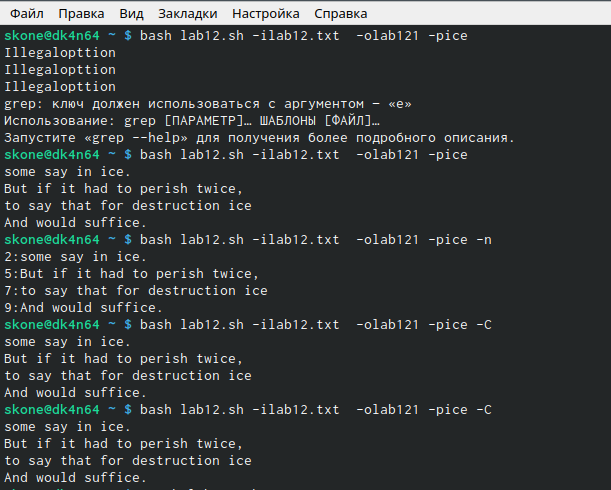 Файл Правка Вид Закладки Настройка Справка
skone@dk4n64 ~ $ bash lab12.sh -ilab12.txt  -olab121 -pice
Illegalopttion
Illegalopttion
Illegalopttion
grep: ключ должен использоваться с аргументом — «e»
Использование: grep [ПАРАМЕТР]… ШАБЛОНЫ [ФАЙЛ]…
Запустите «grep --help» для получения более подробного описания.
skone@dk4n64 ~ $ bash lab12.sh -ilab12.txt  -olab121 -pice
some say in ice.
But if it had to perish twice,
to say that for destruction ice
And would suffice.
skone@dk4n64 ~ $ bash lab12.sh -ilab12.txt  -olab121 -pice -n
2:some say in ice.
5:But if it had to perish twice,
7:to say that for destruction ice
9:And would suffice.
skone@dk4n64 ~ $ bash lab12.sh -ilab12.txt  -olab121 -pice -C
some say in ice.
But if it had to perish twice,
to say that for destruction ice
And would suffice.
skone@dk4n64 ~ $ bash lab12.sh -ilab12.txt  -olab121 -pice -C
some say in ice.
But if it had to perish twice,
to say that for destruction ice
And would suffice.